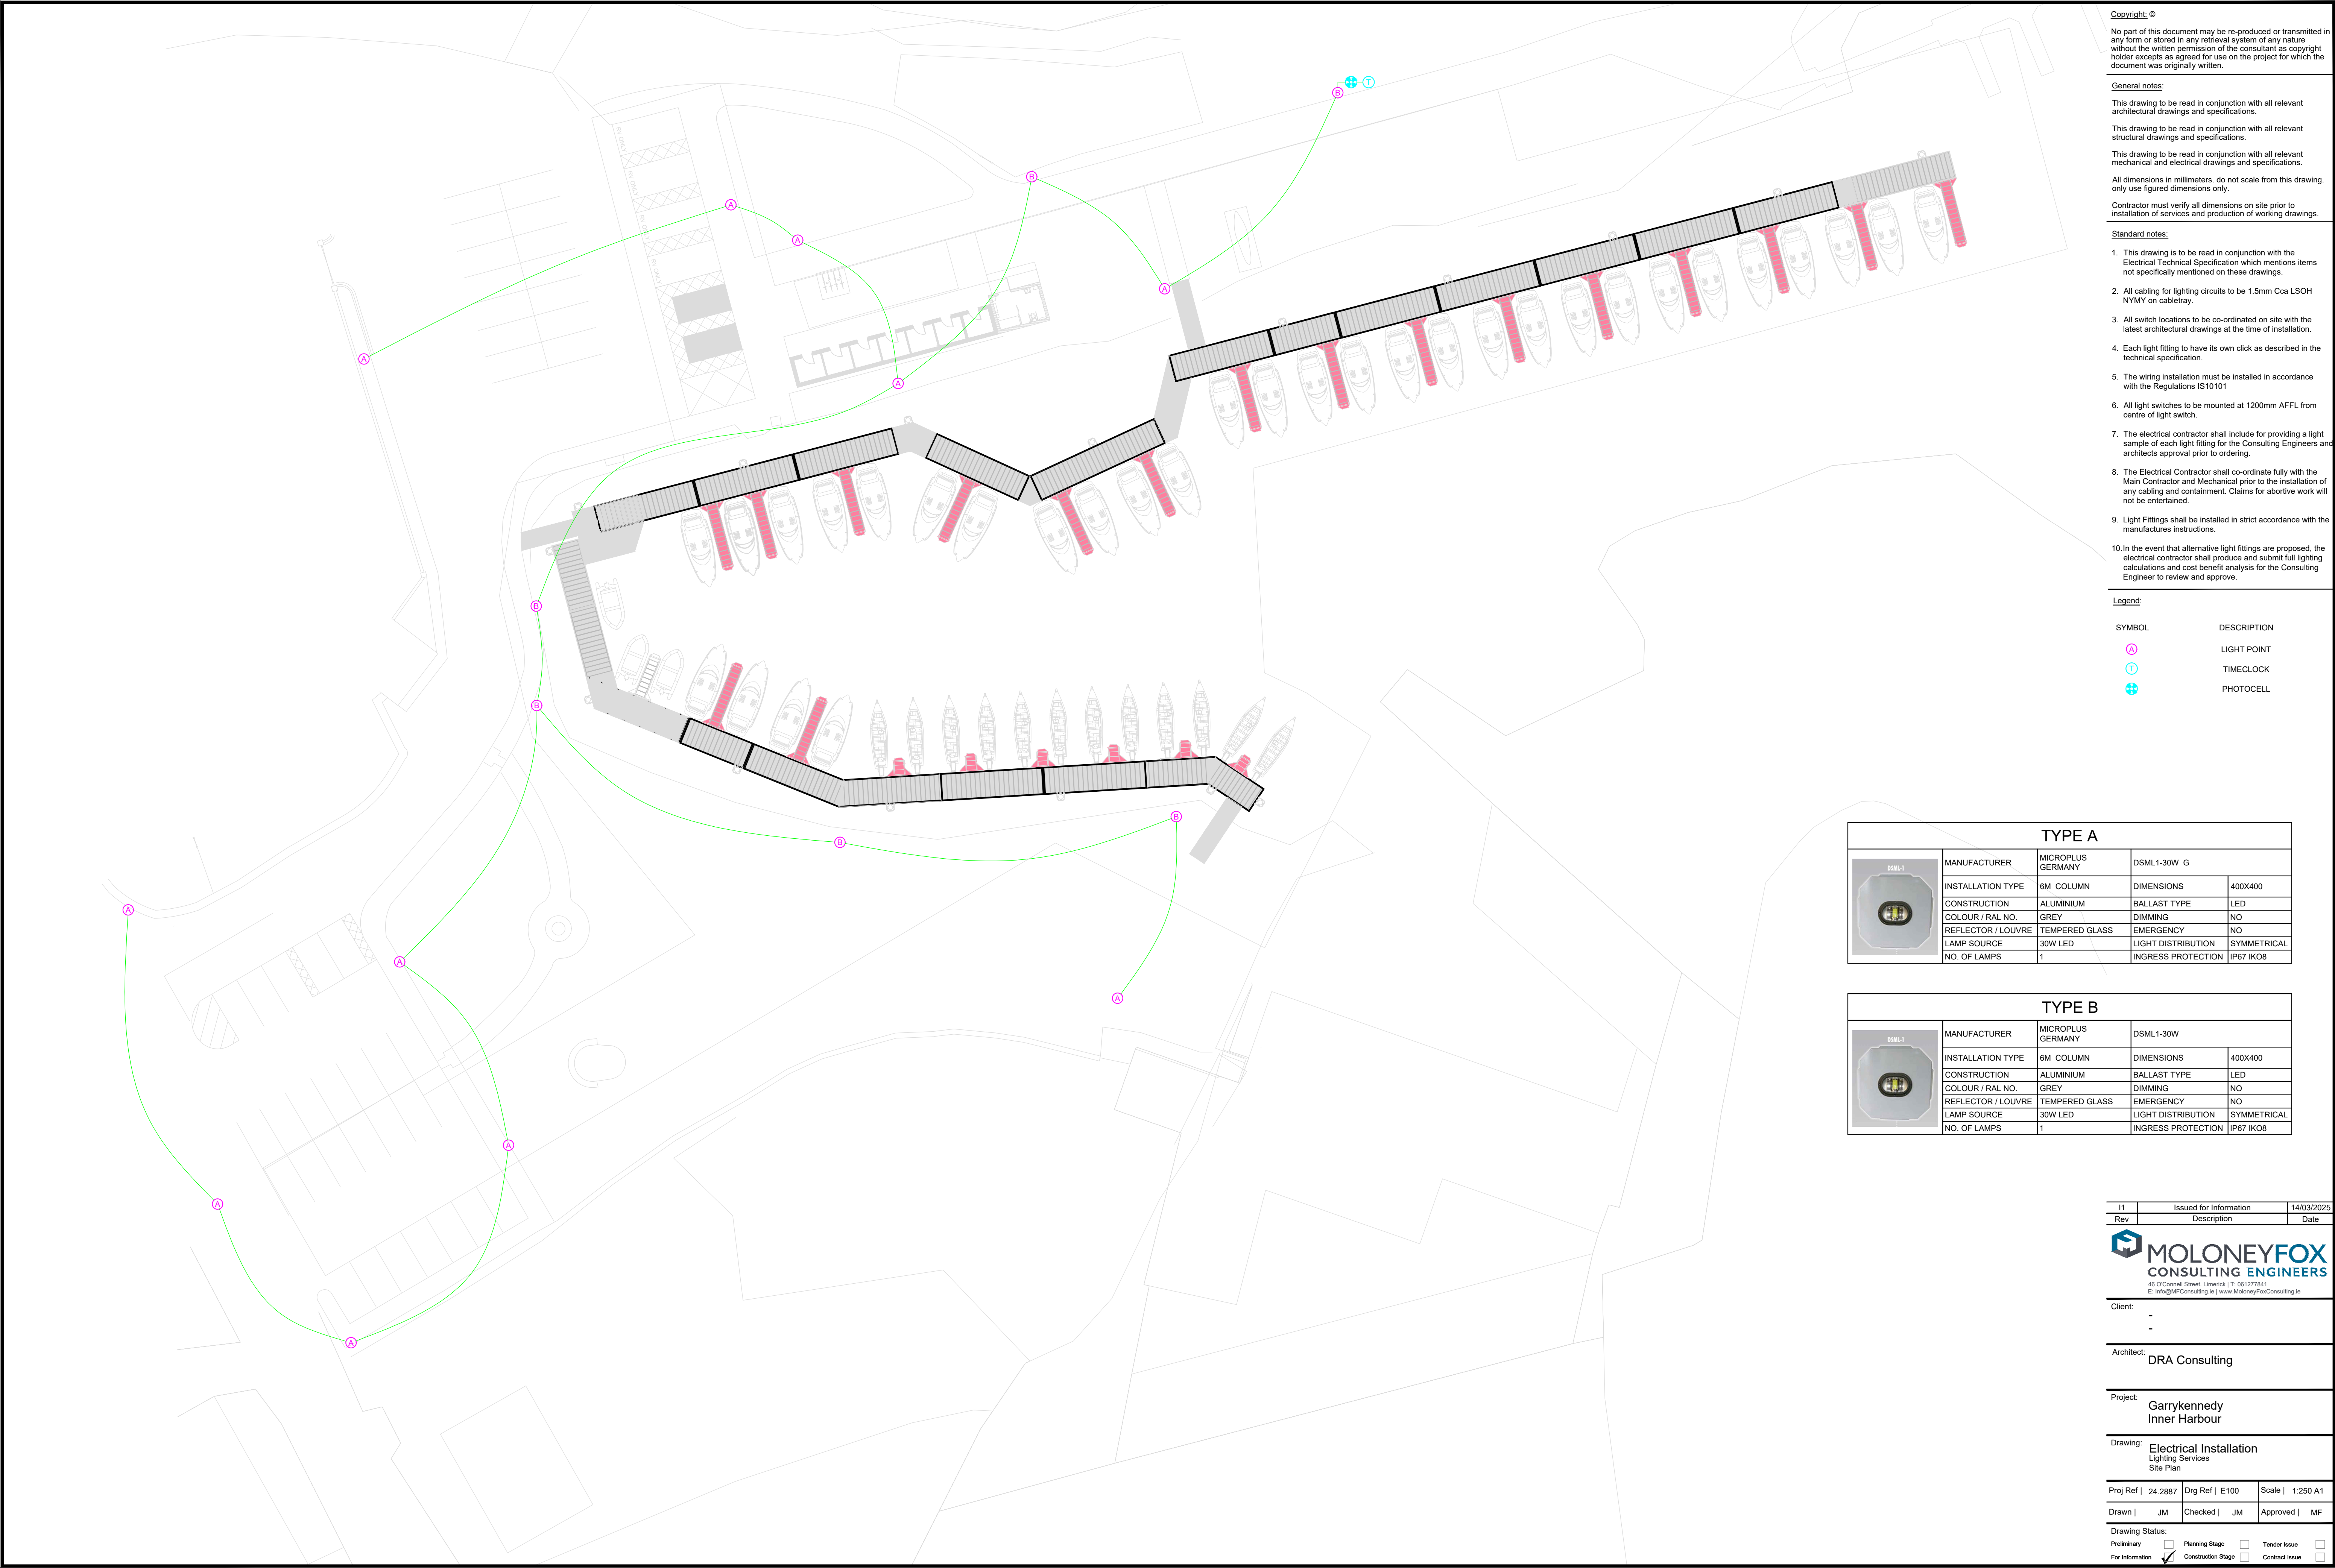 Copyright: ©
No part of this document may be re-produced or transmitted in
any form or stored in any retrieval system of any nature
without the written permission of the consultant as copyright
holder excepts as agreed for use on the project for which the
document was originally written.
General notes:
This drawing to be read in conjunction with all relevant
architectural drawings and specifications.
This drawing to be read in conjunction with all relevant
structural drawings and specifications.
This drawing to be read in conjunction with all relevant
mechanical and electrical drawings and specifications.
All dimensions in millimeters. do not scale from this drawing.
only use figured dimensions only.
Contractor must verify all dimensions on site prior to
installation of services and production of working drawings.
Standard notes:
1. This drawing is to be read in conjunction with the
Electrical Technical Specification which mentions items
not specifically mentioned on these drawings.
2. All cabling for lighting circuits to be 1.5mm Cca LSOH
NYMY on cabletray.
3. All switch locations to be co-ordinated on site with the
latest architectural drawings at the time of installation.
4. Each light fitting to have its own click as described in the
technical specification.
5. The wiring installation must be installed in accordance
with the Regulations IS10101
6. All light switches to be mounted at 1200mm AFFL from
centre of light switch.
7. The electrical contractor shall include for providing a light
sample of each light fitting for the Consulting Engineers and
architects approval prior to ordering.
8. The Electrical Contractor shall co-ordinate fully with the
Main Contractor and Mechanical prior to the installation of
any cabling and containment. Claims for abortive work will
not be entertained.
9. Light Fittings shall be installed in strict accordance with the
manufactures instructions.
10. In the event that alternative light fittings are proposed, the
electrical contractor shall produce and submit full lighting
calculations and cost benefit analysis for the Consulting
Engineer to review and approve.
Legend:
SYMBOL DESCRIPTION
A LIGHT POINT
T TIMECLOCK
PHOTOCELL
B T
B
A
A
A
A
A
B
B
B
B
A
A
A
A
A
A
TYPE A
DSML-1
MANUFACTURER MICROPLUS GERMANY DSML1-30W G
INSTALLATION TYPE 6M COLUMN DIMENSIONS 400X400
CONSTRUCTION ALUMINIUM BALLAST TYPE LED
COLOUR / RAL NO. GREY DIMMING NO
REFLECTOR / LOUVRE TEMPERED GLASS EMERGENCY NO
LAMP SOURCE 30W LED LIGHT DISTRIBUTION SYMMETRICAL
NO. OF LAMPS 1 INGRESS PROTECTION IP67 IKO8
TYPE B
DSML-1
MANUFACTURER MICROPLUS GERMANY DSML1-30W
INSTALLATION TYPE 6M COLUMN DIMENSIONS 400X400
CONSTRUCTION ALUMINIUM BALLAST TYPE LED
COLOUR / RAL NO. GREY DIMMING NO
REFLECTOR / LOUVRE TEMPERED GLASS EMERGENCY NO
LAMP SOURCE 30W LED LIGHT DISTRIBUTION SYMMETRICAL
NO. OF LAMPS 1 INGRESS PROTECTION IP67 IKO8
I1 Issued for Information 14/03/2025
Rev Description Date
MOLONEYFOX
CONSULTING ENGINEERS
46 O'Connell Street. Limerick | T: 061277841
E: Info@MFConsulting.ie | www.MoloneyFoxConsulting.ie
Client: -
-
Architect: DRA Consulting
Project: Garrykennedy
Inner Harbour
Drawing: Electrical Installation
Lighting Services
Site Plan
Proj Ref | 24.2887 Drg Ref | E100 Scale | 1:250 A1
Drawn | JM Checked | JM Approved | MF
Drawing Status:
Preliminary Planning Stage Tender Issue
For Information Construction Stage Contract Issue